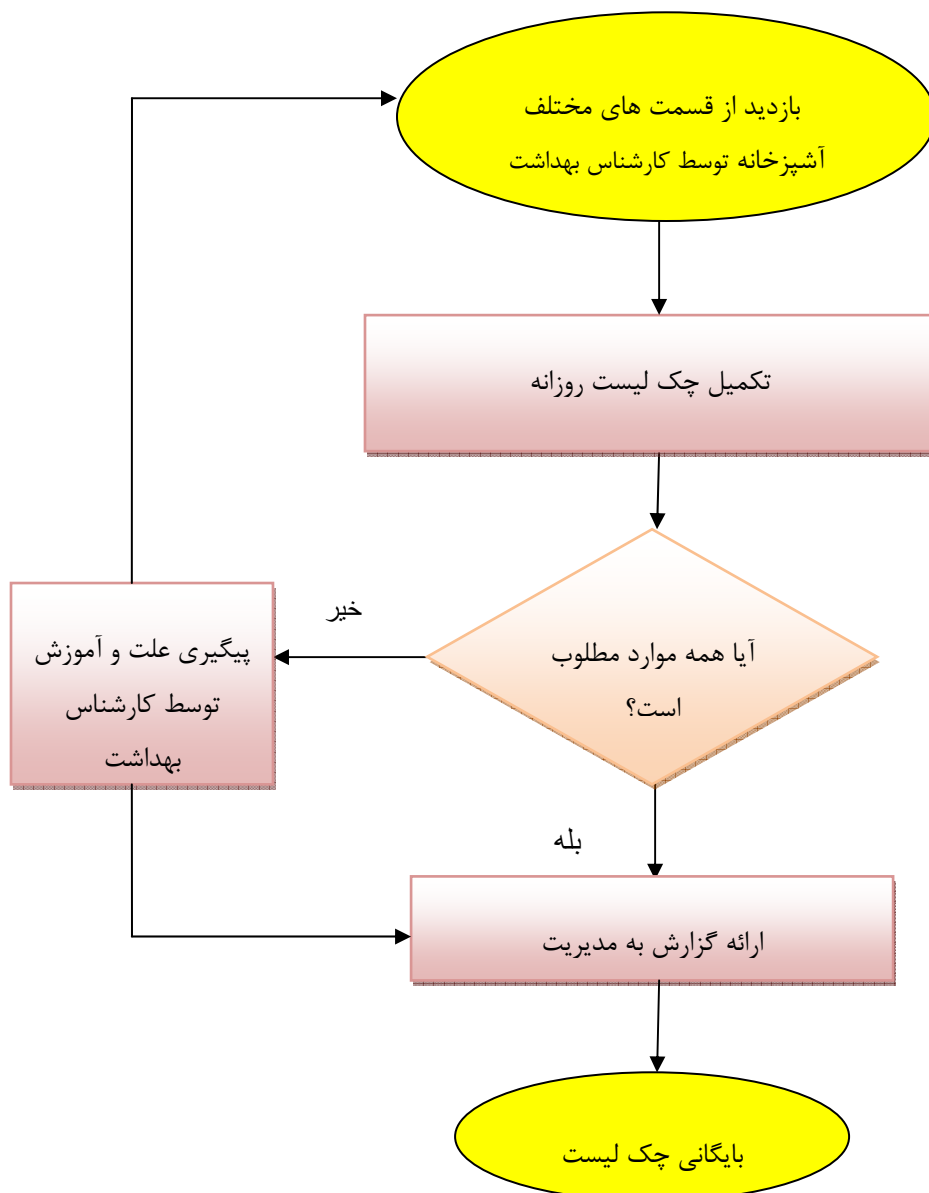 بازدید از قسمت های مختلف
آشپزخانه توسط کارشناس بهداشت
تکمیل چک لیست روزانه
خیر
آیا همه موارد مطلوب
است؟
پیگیری علت و آموزش
توسط کارشناس
بهداشت
بله
ارائه گزارش به مدیریت
بایگانی چک لیست